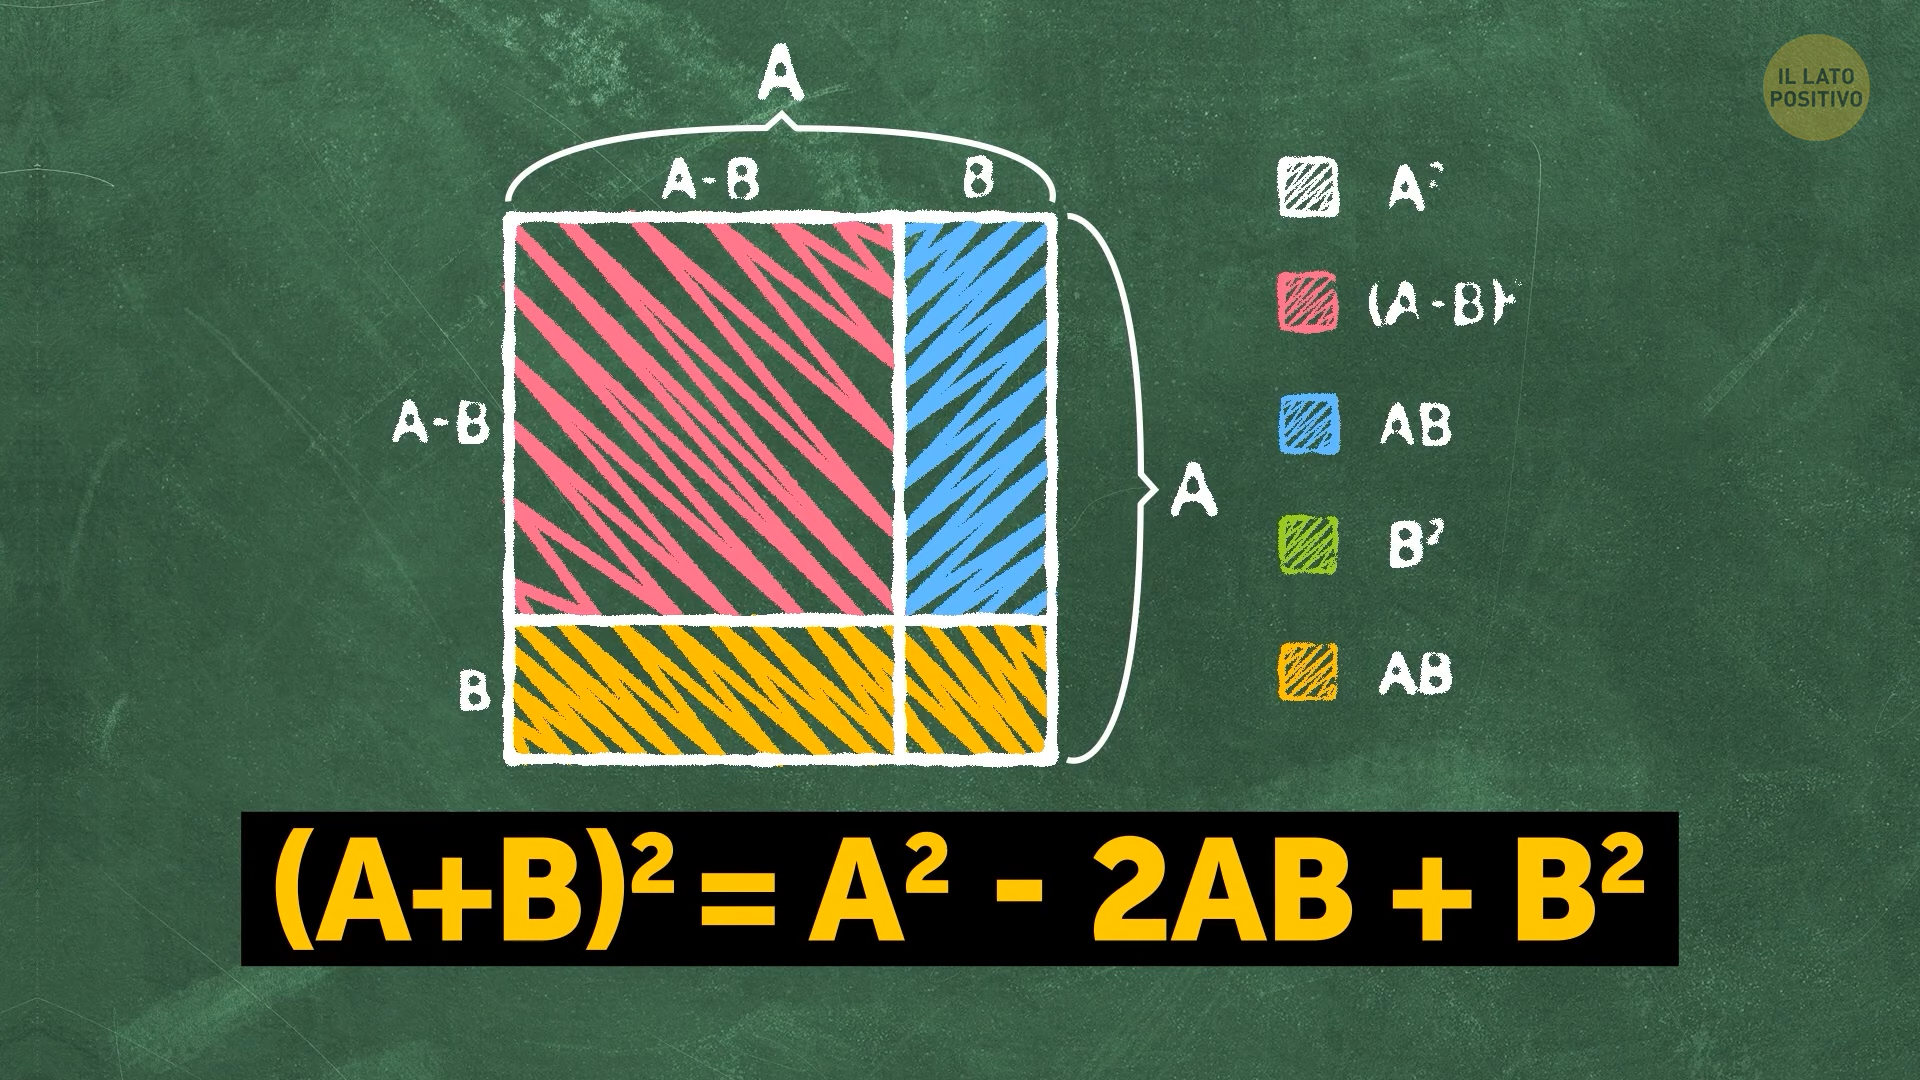 IL LATO
POSITIVO
A
A-B B
A-B
A
B
A²
(A-B)²
AB
B²
AB
(A+B)² = A² - 2AB + B²